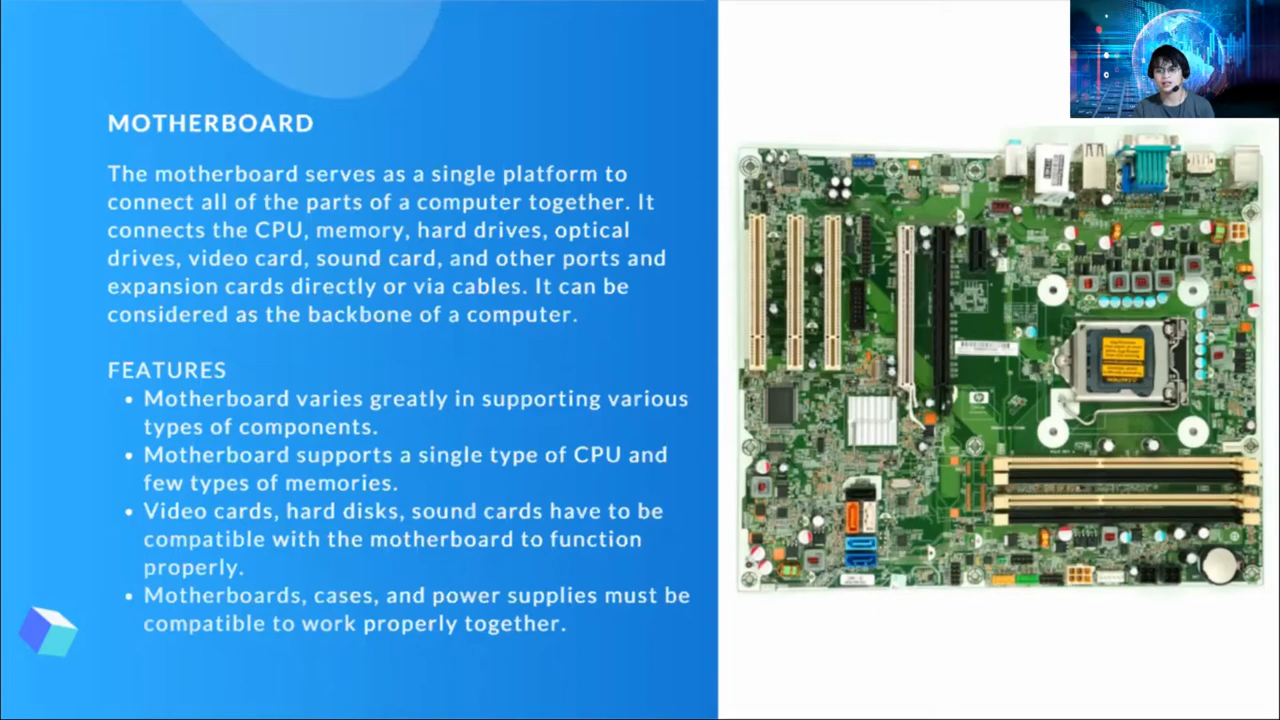 MOTHERBOARD
The motherboard serves as a single platform to
connect all of the parts of a computer together. It
connects the CPU, memory, hard drives, optical
drives, video card, sound card, and other ports and
expansion cards directly or via cables. It can be
considered as the backbone of a computer.
FEATURES
• Motherboard varies greatly in supporting various
types of components.
• Motherboard supports a single type of CPU and
few types of memories.
• Video cards, hard disks, sound cards have to be
compatible with the motherboard to function
properly.
• Motherboards, cases, and power supplies must be
compatible to work properly together.